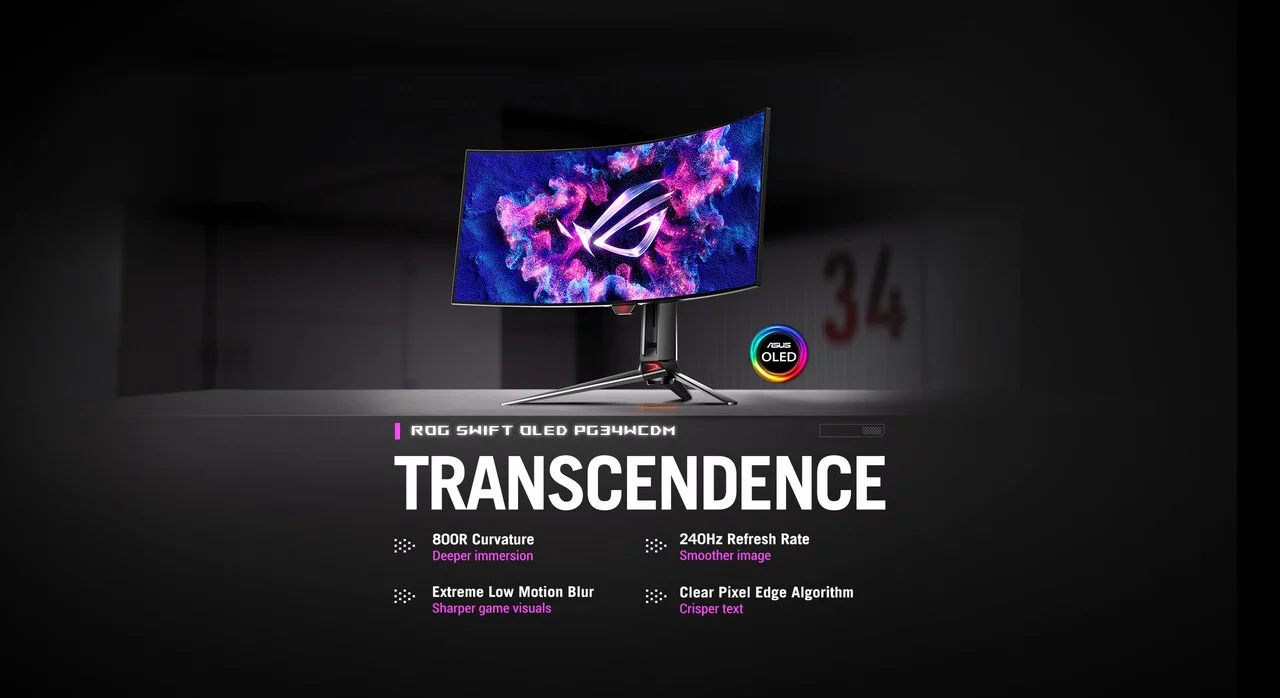 34
ASUS
OLED
ROG SWIFT OLED PG34WCDM
TRANSCENDENCE
800R Curvature
Deeper immersion
240Hz Refresh Rate
Smoother image
Extreme Low Motion Blur
Sharper game visuals
Clear Pixel Edge Algorithm
Crisper text